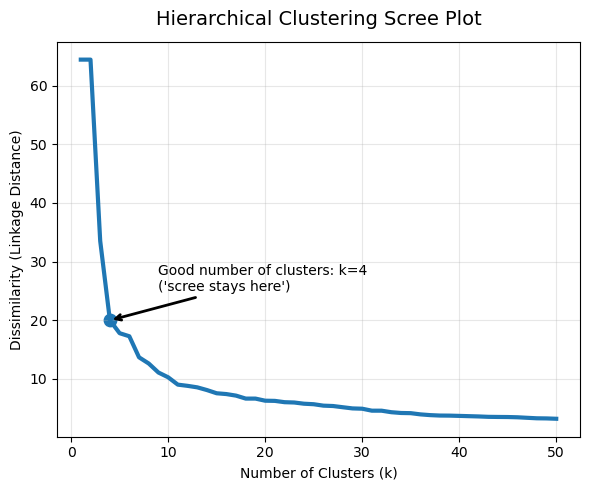 Hierarchical Clustering Scree Plot
60
50
40
30
20
10
Dissimilarity (Linkage Distance)
Good number of clusters: k=4
('scree stays here')
0
10
20
30
40
50
Number of Clusters (k)